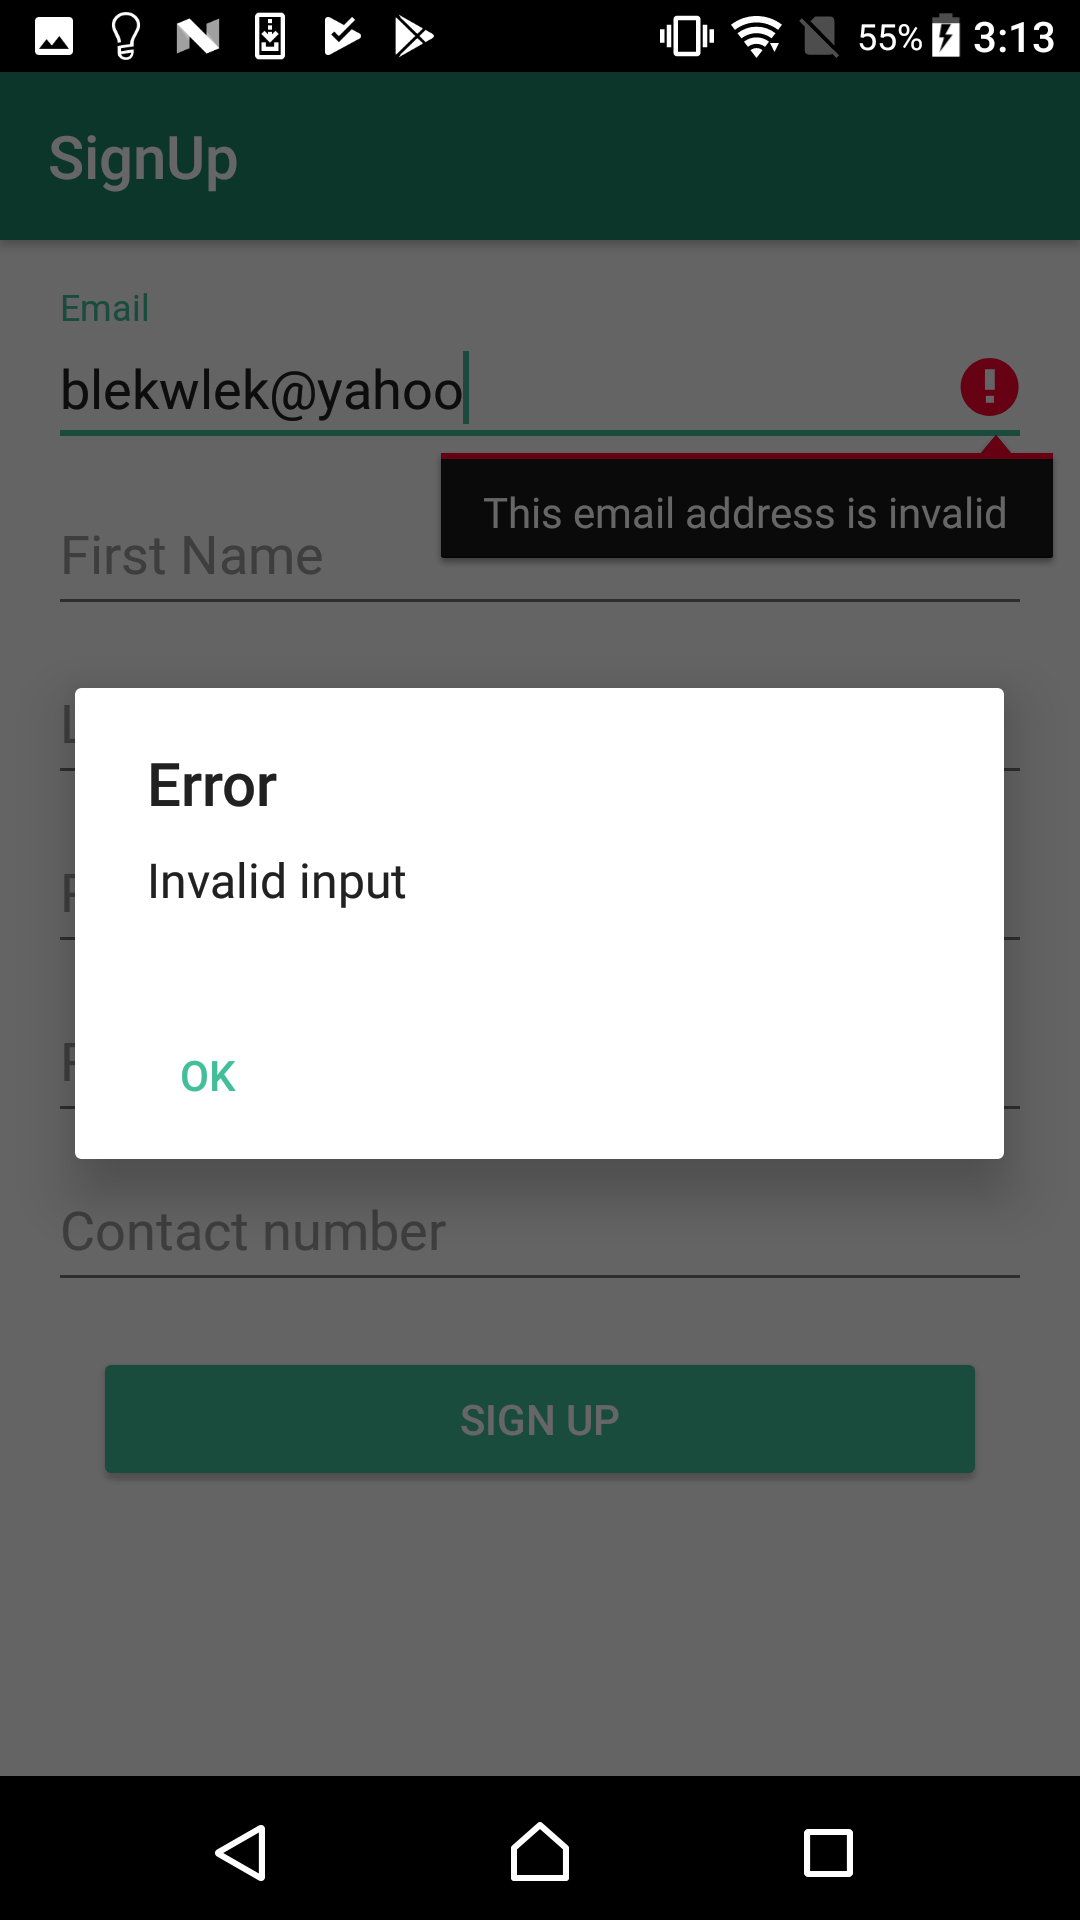 55% 3:13
SignUp
Email
blekwlek@yahoo
This email address is invalid
First Name
Error
Invalid input
OK
Contact number
SIGN UP